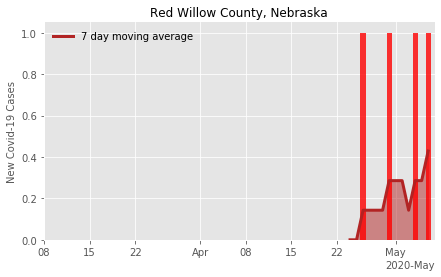 Red Willow County, Nebraska
7 day moving average
New Covid-19 Cases
1.0
0.8
0.6
0.4
0.2
0.0
08 15 22 Apr 08 15 22 May
2020-May